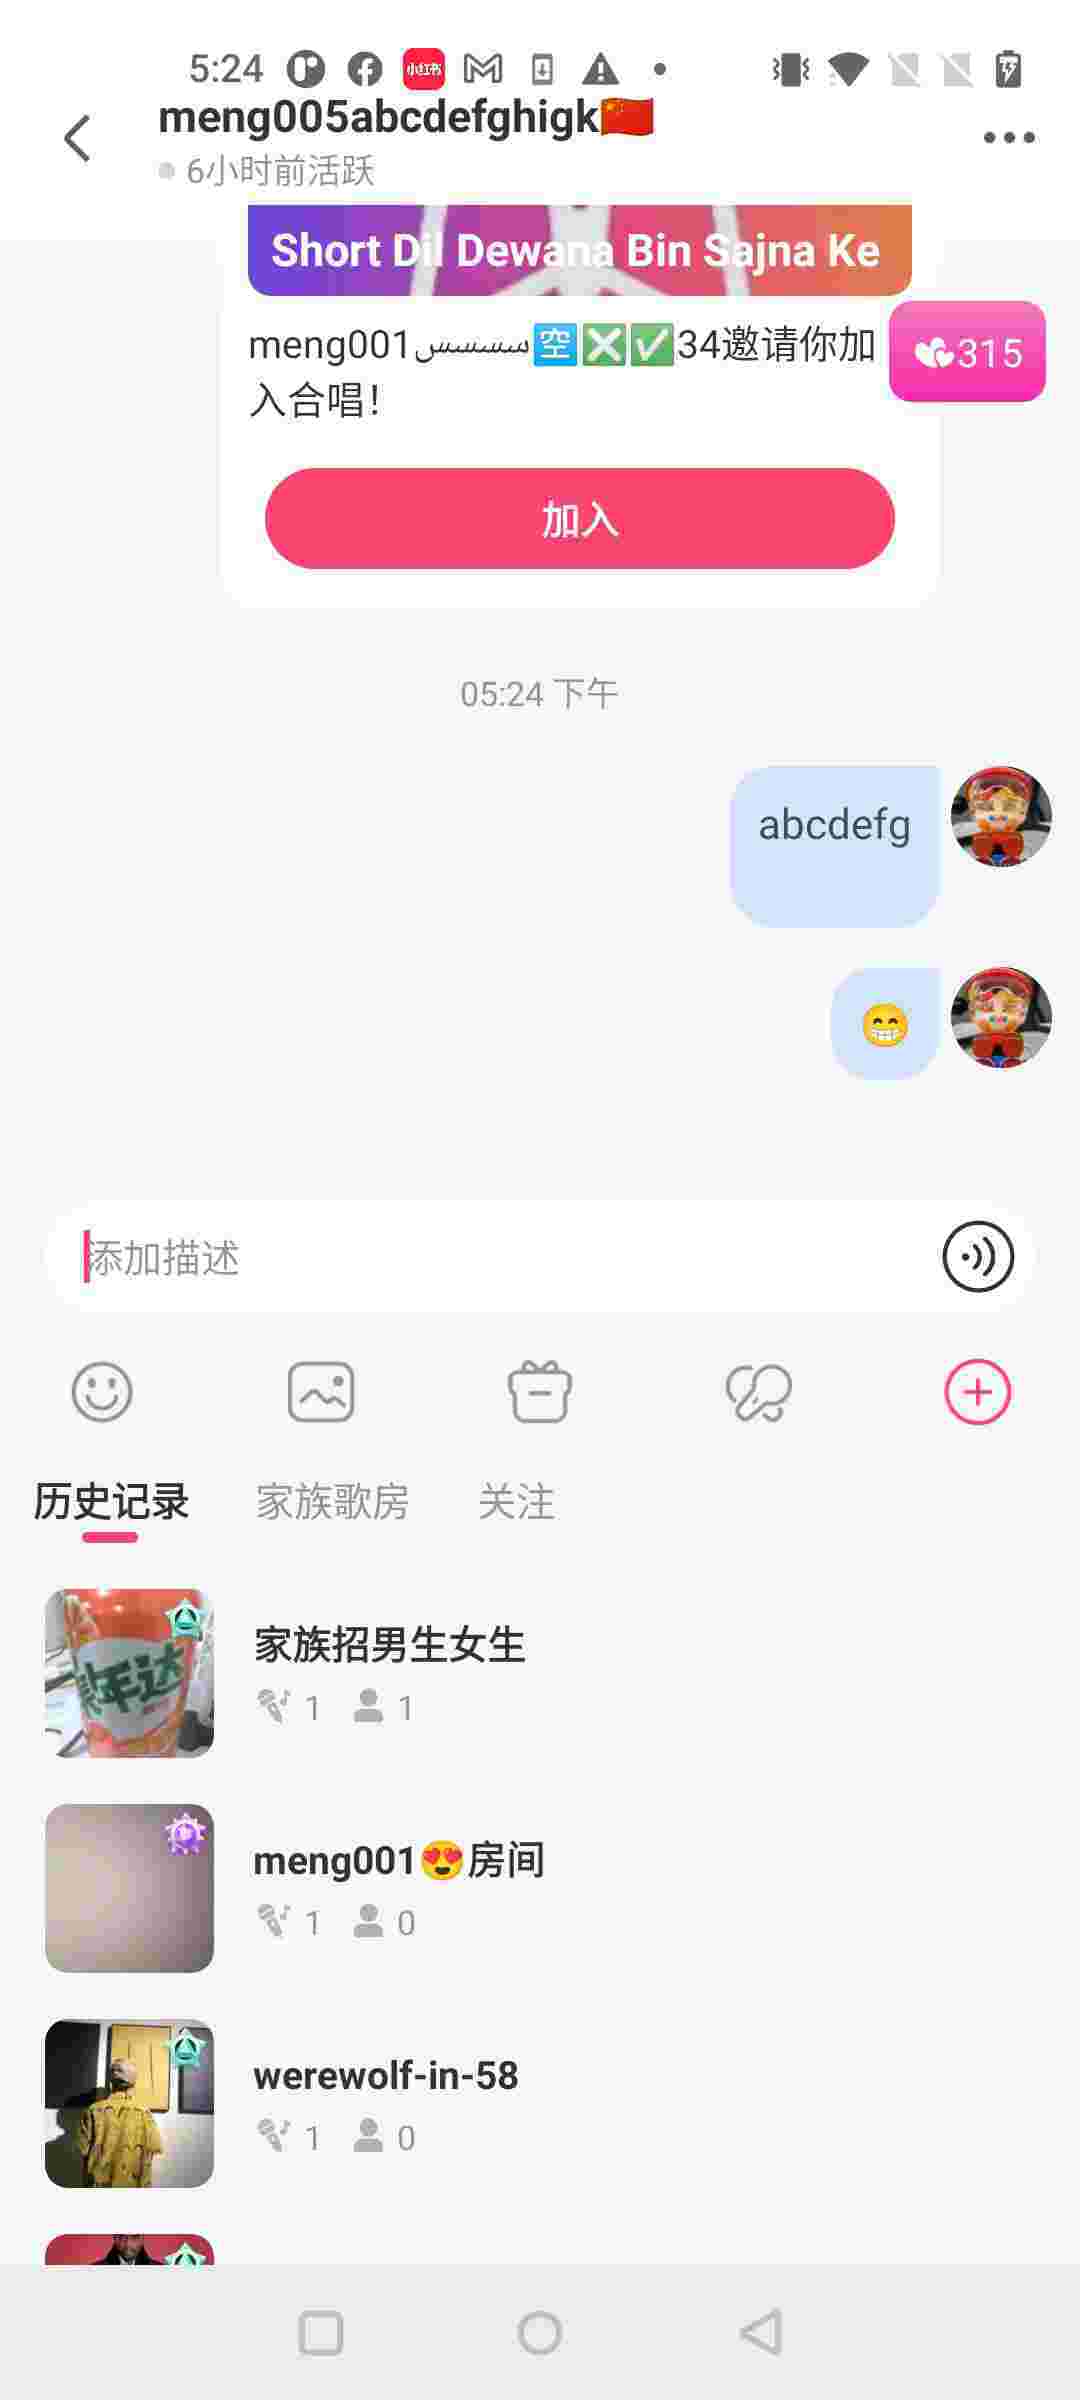 5:24
小红书
meng005abcdefghigk🇨🇳
6小时前活跃
Short Dil Dewana Bin Sajna Ke
meng001سسسس🈳❎✅34邀请你加
入合唱！
315
加入
05:24 下午
abcdefg
😁
添加描述
历史记录 家族歌房 关注
家族招男生女生
1 1
meng001😍房间
1 0
werewolf-in-58
1 0